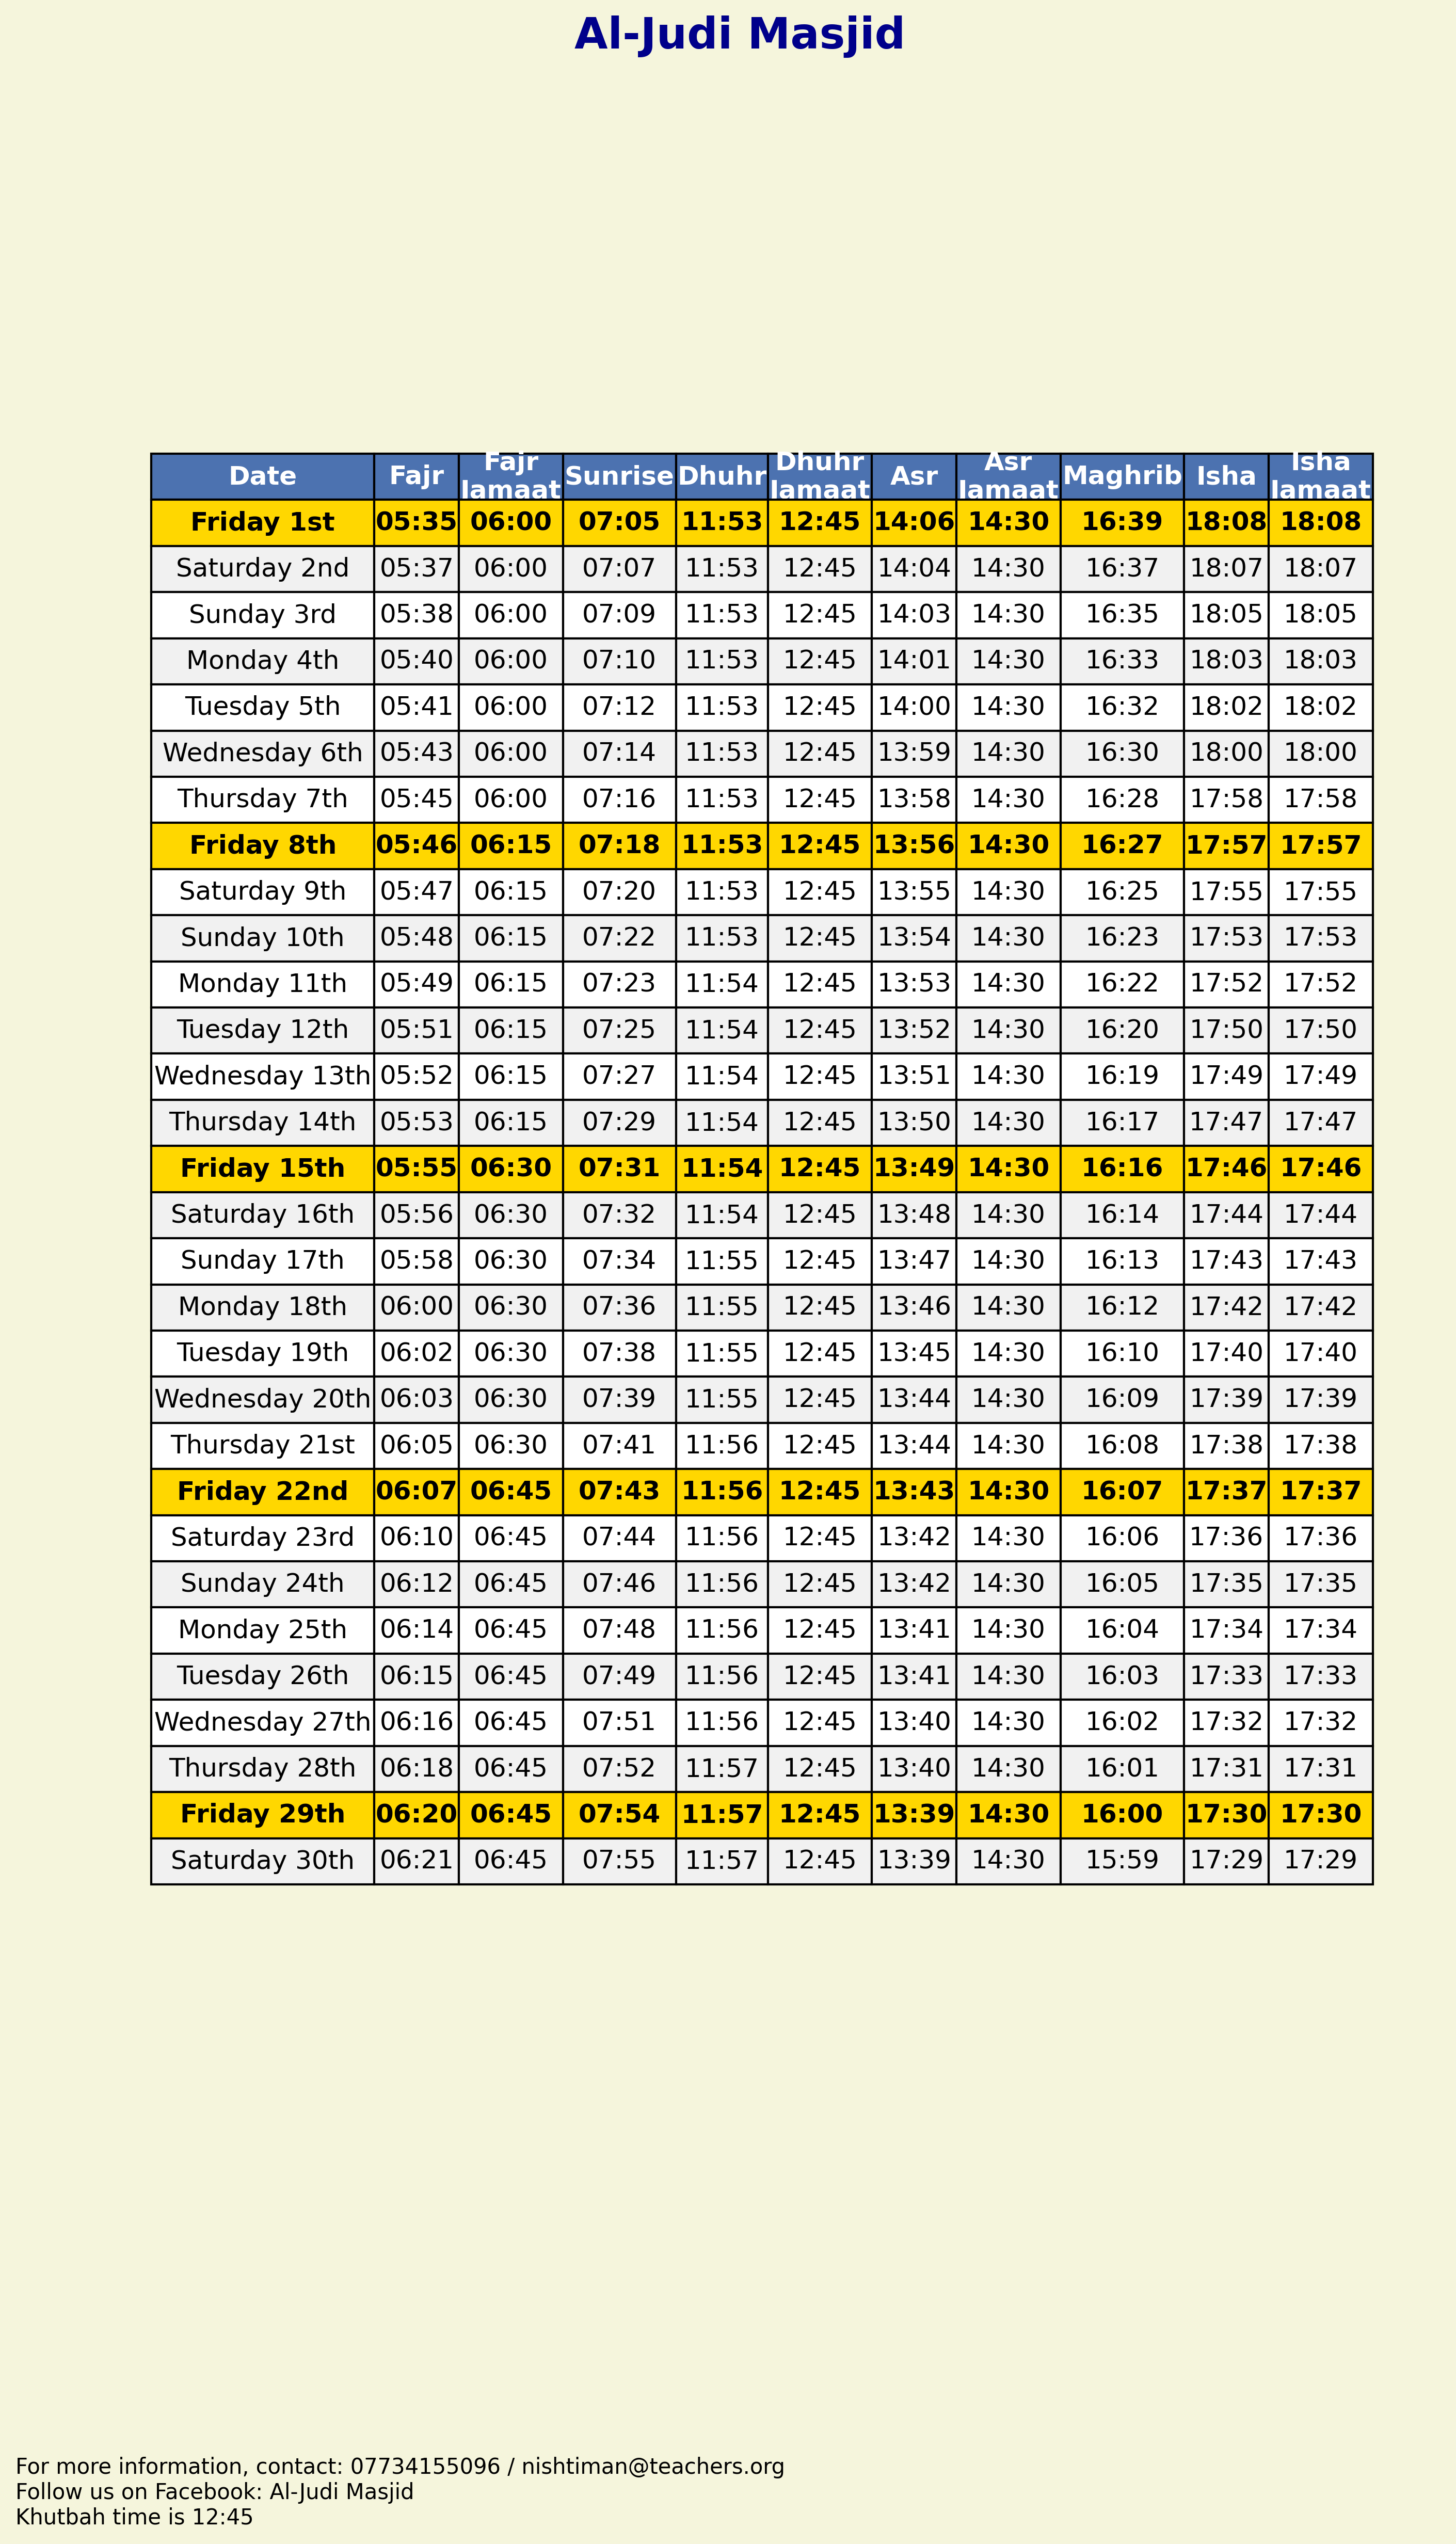 Al-Judi Masjid
Date Fajr Fajr Jamaat Sunrise Dhuhr Dhuhr Jamaat Asr Asr Jamaat Maghrib Isha Isha Jamaat
Friday 1st 05:35 06:00 07:05 11:53 12:45 14:06 14:30 16:39 18:08 18:08
Saturday 2nd 05:37 06:00 07:07 11:53 12:45 14:04 14:30 16:37 18:07 18:07
Sunday 3rd 05:38 06:00 07:09 11:53 12:45 14:03 14:30 16:35 18:05 18:05
Monday 4th 05:40 06:00 07:10 11:53 12:45 14:01 14:30 16:33 18:03 18:03
Tuesday 5th 05:41 06:00 07:12 11:53 12:45 14:00 14:30 16:32 18:02 18:02
Wednesday 6th 05:43 06:00 07:14 11:53 12:45 13:59 14:30 16:30 18:00 18:00
Thursday 7th 05:45 06:00 07:16 11:53 12:45 13:58 14:30 16:28 17:58 17:58
Friday 8th 05:46 06:15 07:18 11:53 12:45 13:56 14:30 16:27 17:57 17:57
Saturday 9th 05:47 06:15 07:20 11:53 12:45 13:55 14:30 16:25 17:55 17:55
Sunday 10th 05:48 06:15 07:22 11:53 12:45 13:54 14:30 16:23 17:53 17:53
Monday 11th 05:49 06:15 07:23 11:54 12:45 13:53 14:30 16:22 17:52 17:52
Tuesday 12th 05:51 06:15 07:25 11:54 12:45 13:52 14:30 16:20 17:50 17:50
Wednesday 13th 05:52 06:15 07:27 11:54 12:45 13:51 14:30 16:19 17:49 17:49
Thursday 14th 05:53 06:15 07:29 11:54 12:45 13:50 14:30 16:17 17:47 17:47
Friday 15th 05:55 06:30 07:31 11:54 12:45 13:49 14:30 16:16 17:46 17:46
Saturday 16th 05:56 06:30 07:32 11:54 12:45 13:48 14:30 16:14 17:44 17:44
Sunday 17th 05:58 06:30 07:34 11:55 12:45 13:47 14:30 16:13 17:43 17:43
Monday 18th 06:00 06:30 07:36 11:55 12:45 13:46 14:30 16:12 17:42 17:42
Tuesday 19th 06:02 06:30 07:38 11:55 12:45 13:45 14:30 16:10 17:40 17:40
Wednesday 20th 06:03 06:30 07:39 11:55 12:45 13:44 14:30 16:09 17:39 17:39
Thursday 21st 06:05 06:30 07:41 11:56 12:45 13:44 14:30 16:08 17:38 17:38
Friday 22nd 06:07 06:45 07:43 11:56 12:45 13:43 14:30 16:07 17:37 17:37
Saturday 23rd 06:10 06:45 07:44 11:56 12:45 13:42 14:30 16:06 17:36 17:36
Sunday 24th 06:12 06:45 07:46 11:56 12:45 13:42 14:30 16:05 17:35 17:35
Monday 25th 06:14 06:45 07:48 11:56 12:45 13:41 14:30 16:04 17:34 17:34
Tuesday 26th 06:15 06:45 07:49 11:56 12:45 13:41 14:30 16:03 17:33 17:33
Wednesday 27th 06:16 06:45 07:51 11:56 12:45 13:40 14:30 16:02 17:32 17:32
Thursday 28th 06:18 06:45 07:52 11:57 12:45 13:40 14:30 16:01 17:31 17:31
Friday 29th 06:20 06:45 07:54 11:57 12:45 13:39 14:30 16:00 17:30 17:30
Saturday 30th 06:21 06:45 07:55 11:57 12:45 13:39 14:30 15:59 17:29 17:29
For more information, contact: 07734155096 / nishtiman@teachers.org
Follow us on Facebook: Al-Judi Masjid
Khutbah time is 12:45